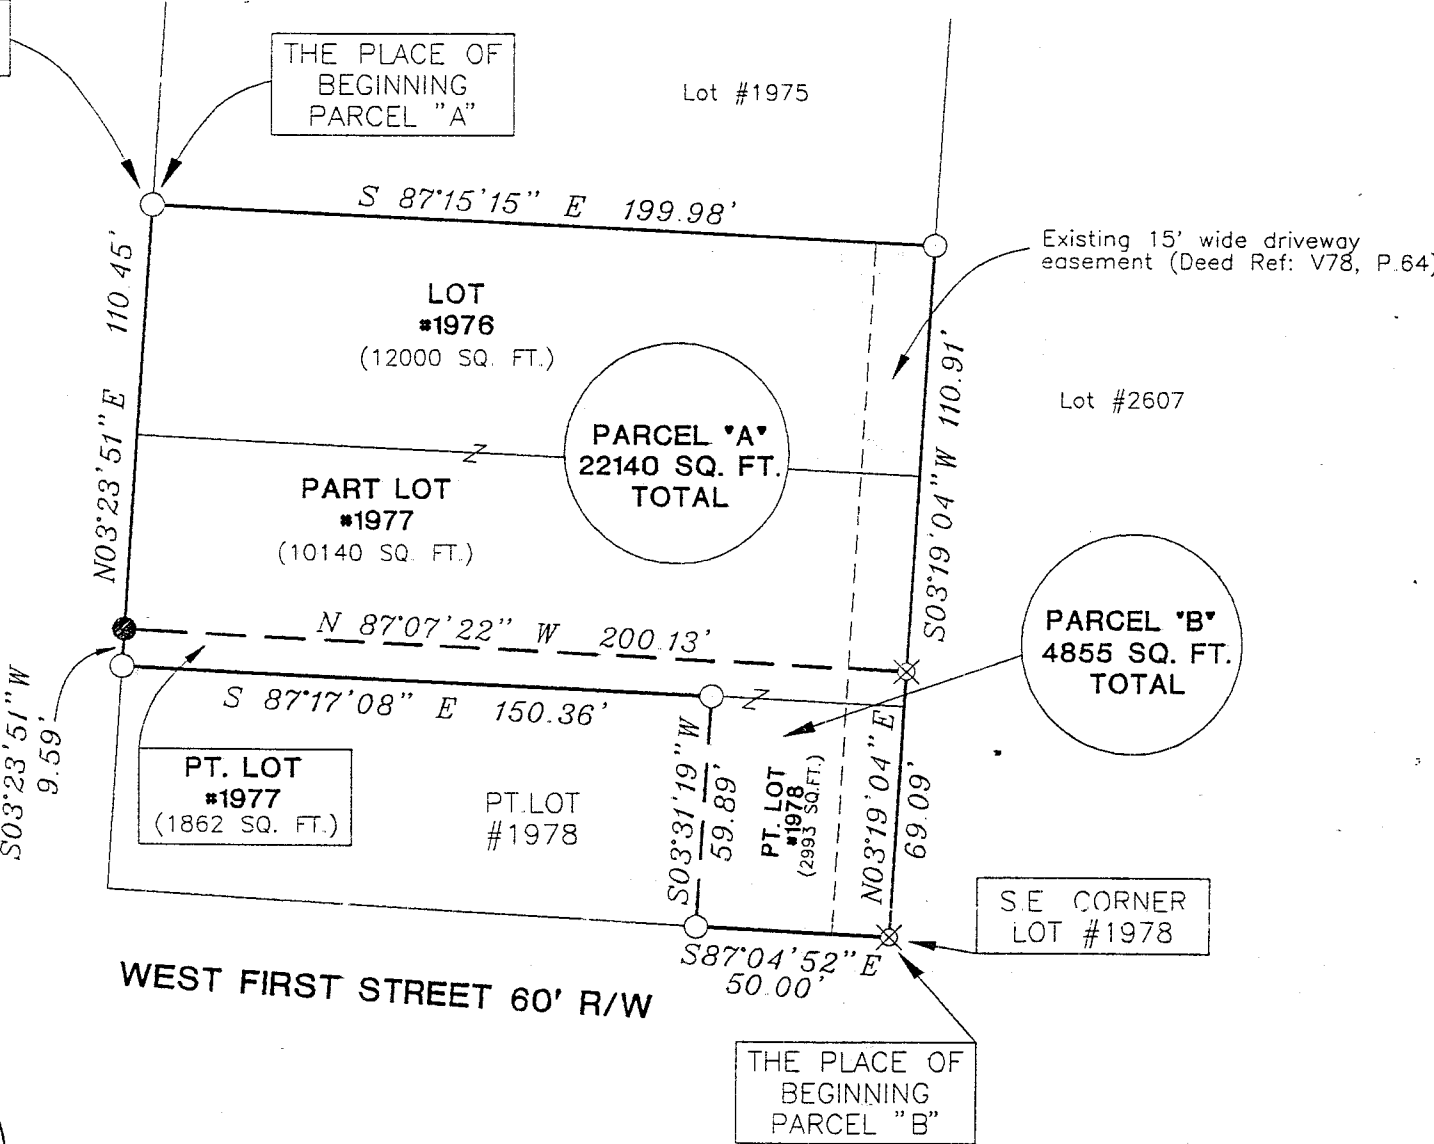 THE PLACE OF
BEGINNING
PARCEL "A"
Lot #1975
S 87°15'15" E 199.98'
Existing 15' wide driveway
easement (Deed Ref: V78, P.64)
110.45'
N03°23'51" E
LOT
#1976
(12000 SQ. FT.)
PARCEL "A"
22140 SQ. FT.
TOTAL
S03°19'04" W 110.91'
Lot #2607
PART LOT
#1977
(10140 SQ. FT.)
N 87°07'22" W 200.13'
PARCEL "B"
4855 SQ. FT.
TOTAL
S 87°17'08" E 150.36'
S03°23'51" W
9.59'
PT. LOT
#1977
(1862 SQ. FT.)
PT.LOT
#1978
S03°31'19" W
59.89'
PT. LOT
#1978
(2993 SQ.FT.)
N03°19'04" E
69.09'
S.E CORNER
LOT #1978
S87°04'52" E
50.00'
WEST FIRST STREET 60' R/W
THE PLACE OF
BEGINNING
PARCEL "B"